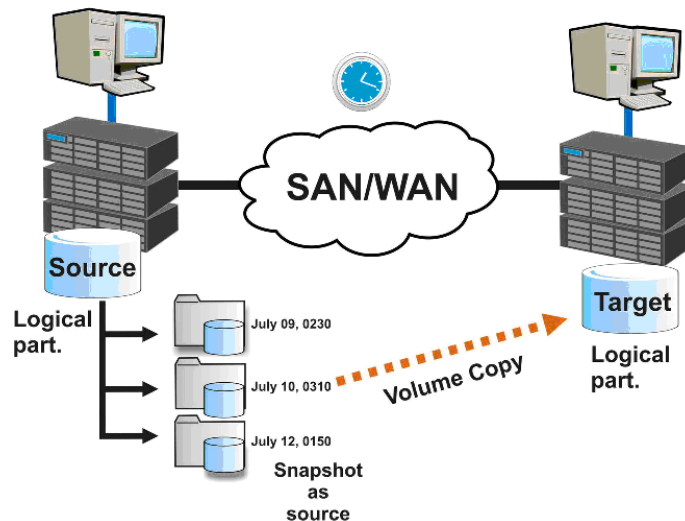 SAN/WAN
Source
Target
Logical
part.
Logical
part.
July 09, 0230
July 10, 0310
July 12, 0150
Volume Copy
Snapshot
as
source